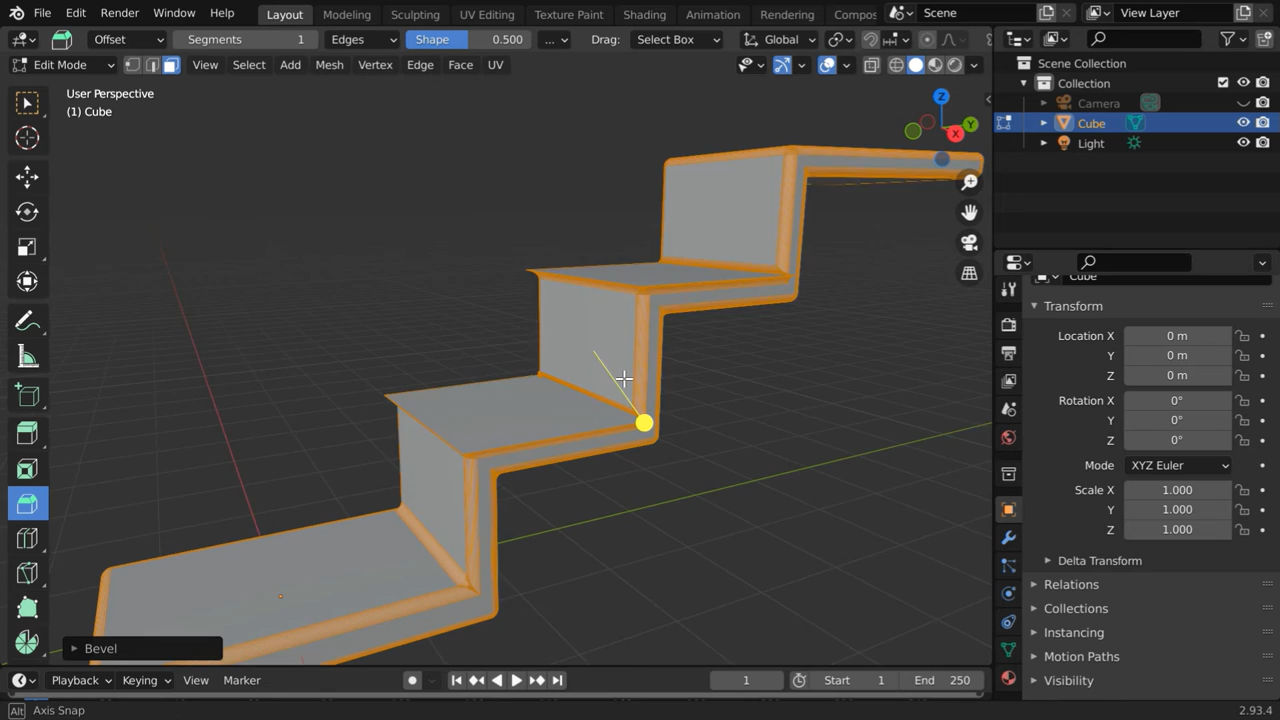 File Edit Render Window Help Layout Modeling Sculpting UV Editing Texture Paint Shading Animation Rendering Compos Scene View Layer
Offset Segments 1 Edges Shape 0.500 ... Drag: Select Box Global
Edit Mode View Select Add Mesh Vertex Edge Face UV
Scene Collection
Collection
Camera
Cube
Light
User Perspective
(1) Cube
Z
Y
X
Cube
Transform
Location X 0 m
Y 0 m
Z 0 m
Rotation X 0°
Y 0°
Z 0°
Mode XYZ Euler
Scale X 1.000
Y 1.000
Z 1.000
Delta Transform
Relations
Collections
Instancing
Motion Paths
Visibility
Bevel
Playback Keying View Marker 1 Start 1 End 250
Alt Axis Snap 2.93.4